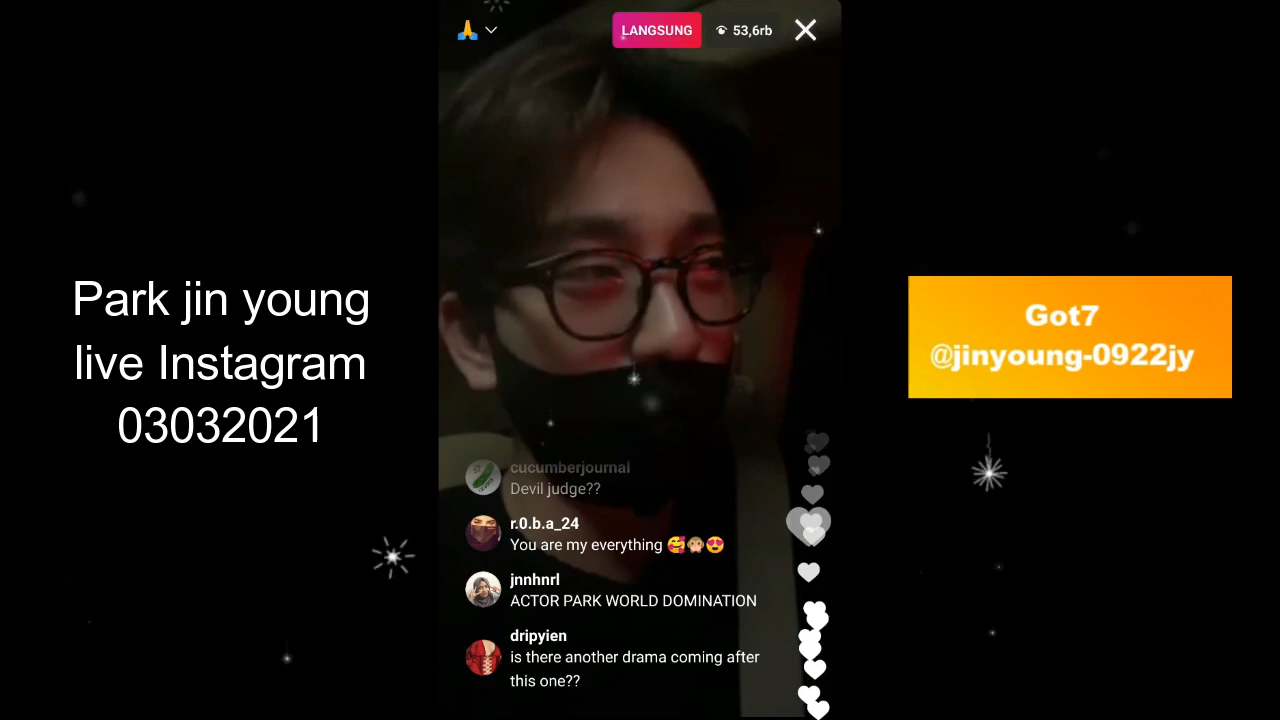 🙏
LANGSUNG
53,6rb
Park jin young
live Instagram
03032021
Got7
@jinyoung-0922jy
cucumberjournal
Devil judge??
r.0.b.a_24
You are my everything 🥰🙊😍
jnnhnrl
ACTOR PARK WORLD DOMINATION
dripyien
is there another drama coming after
this one??